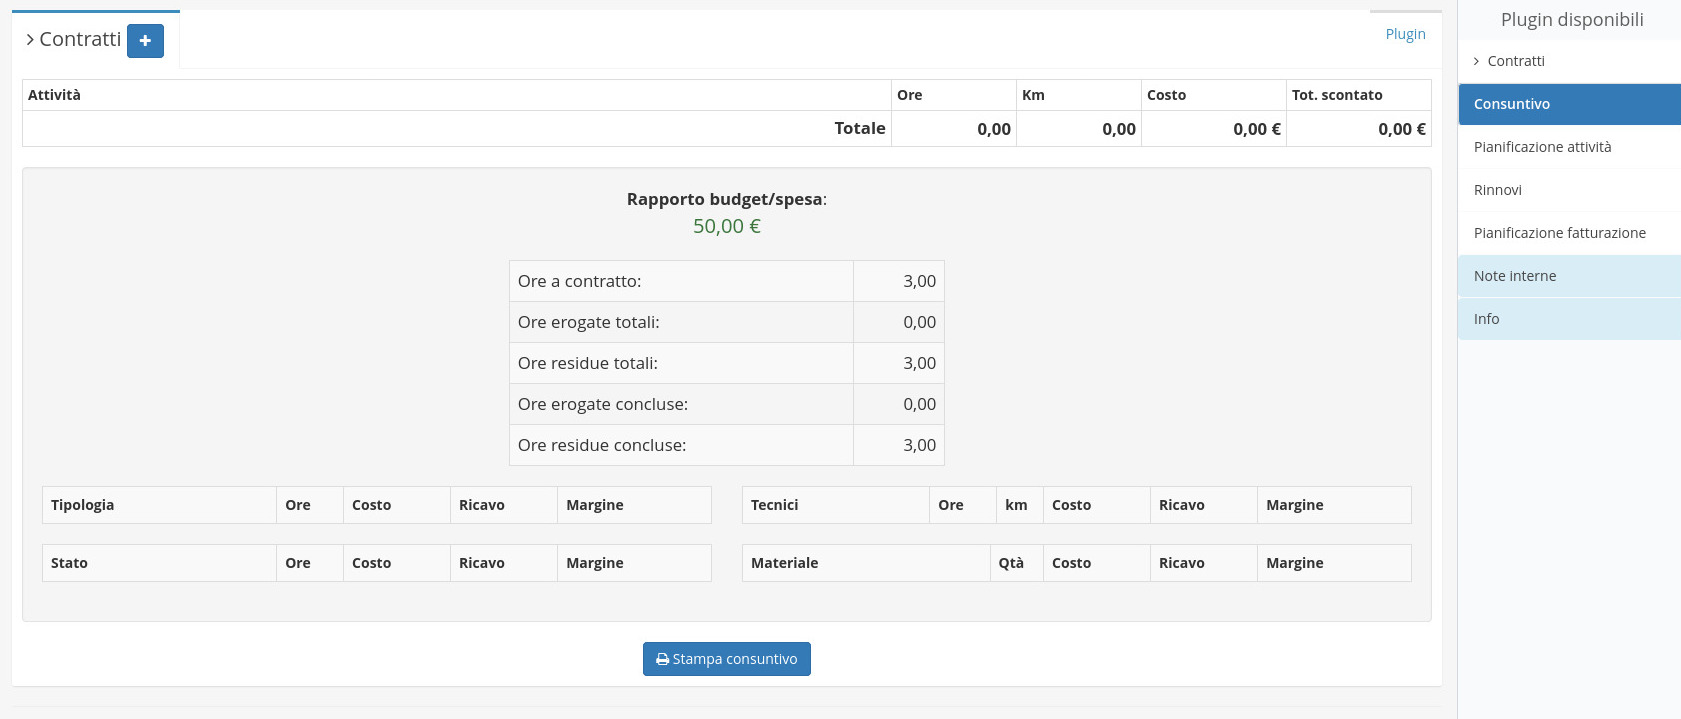 Contratti
Plugin
Attività Ore Km Costo Tot. scontato
Totale 0,00 0,00 0,00 € 0,00 €
Rapporto budget/spesa:
50,00 €
Ore a contratto: 3,00
Ore erogate totali: 0,00
Ore residue totali: 3,00
Ore erogate concluse: 0,00
Ore residue concluse: 3,00
Tipologia Ore Costo Ricavo Margine
Tecnici Ore km Costo Ricavo Margine
Stato Ore Costo Ricavo Margine
Materiale Qtà Costo Ricavo Margine
Stampa consuntivo
Plugin disponibili
Contratti
Consuntivo
Pianificazione attività
Rinnovi
Pianificazione fatturazione
Note interne
Info